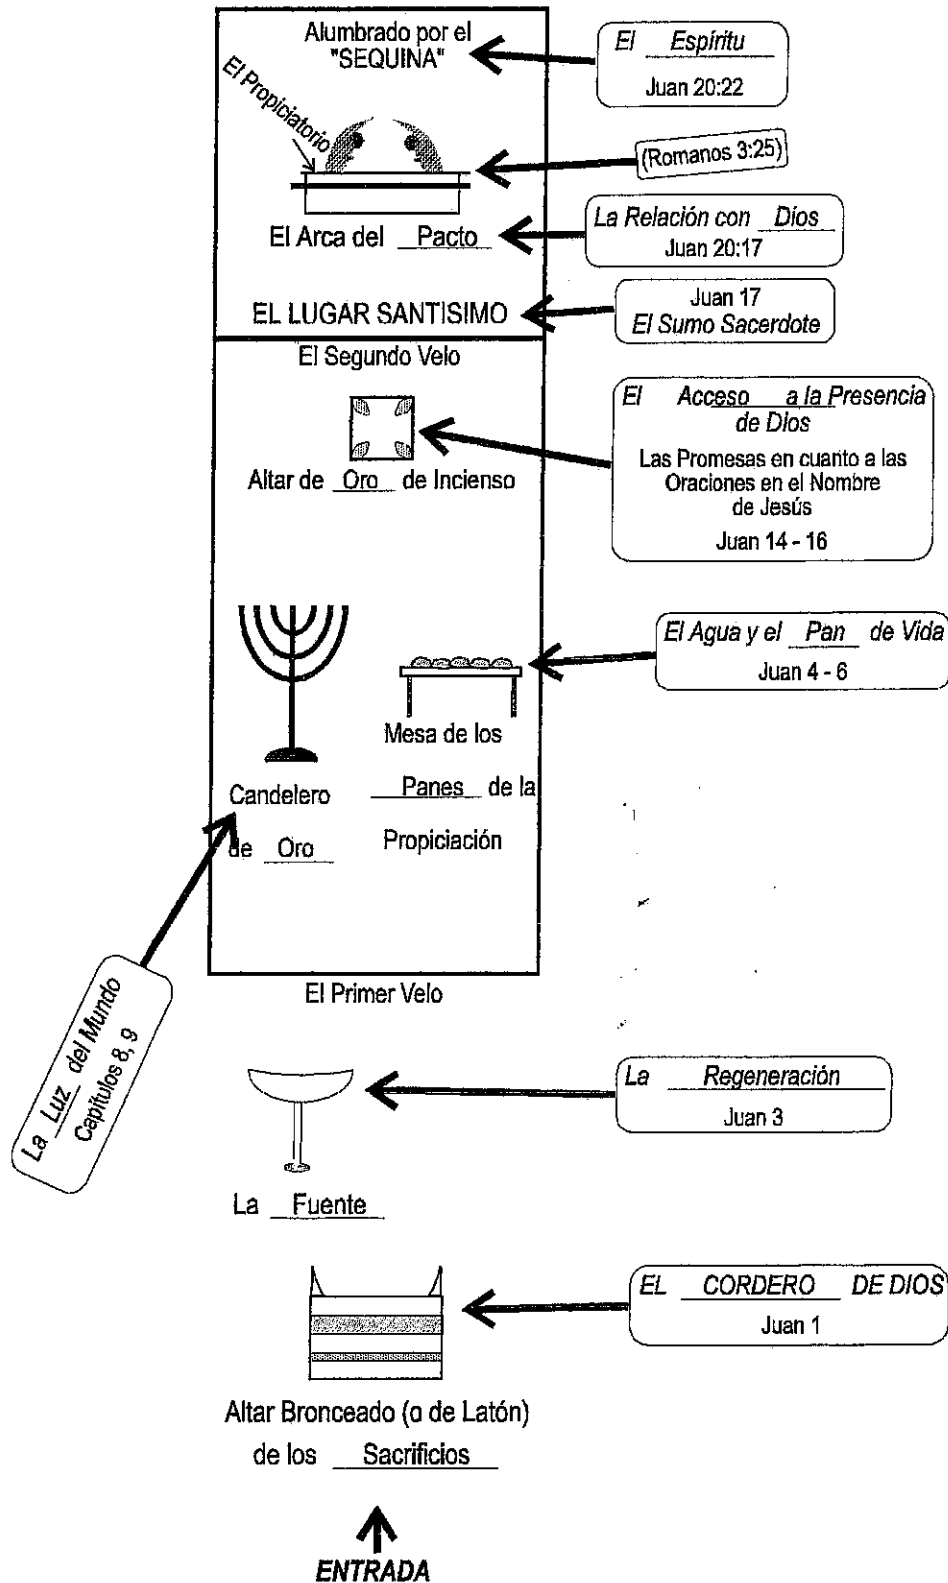 Alumbrado por el
"SEQUINA"
El Espíritu
Juan 20:22
El Propiciatorio
(Romanos 3:25)
El Arca del Pacto
La Relación con Dios
Juan 20:17
EL LUGAR SANTISIMO
Juan 17
El Sumo Sacerdote
El Segundo Velo
Altar de Oro de Incienso
El Acceso a la Presencia
de Dios
Las Promesas en cuanto a las
Oraciones en el Nombre
de Jesús
Juan 14 - 16
El Agua y el Pan de Vida
Juan 4 - 6
Candelero
de Oro
Mesa de los
Panes de la
Propiciación
La Luz del Mundo
Capítulos 8, 9
El Primer Velo
La Regeneración
Juan 3
La Fuente
EL CORDERO DE DIOS
Juan 1
Altar Bronceado (o de Latón)
de los Sacrificios
ENTRADA